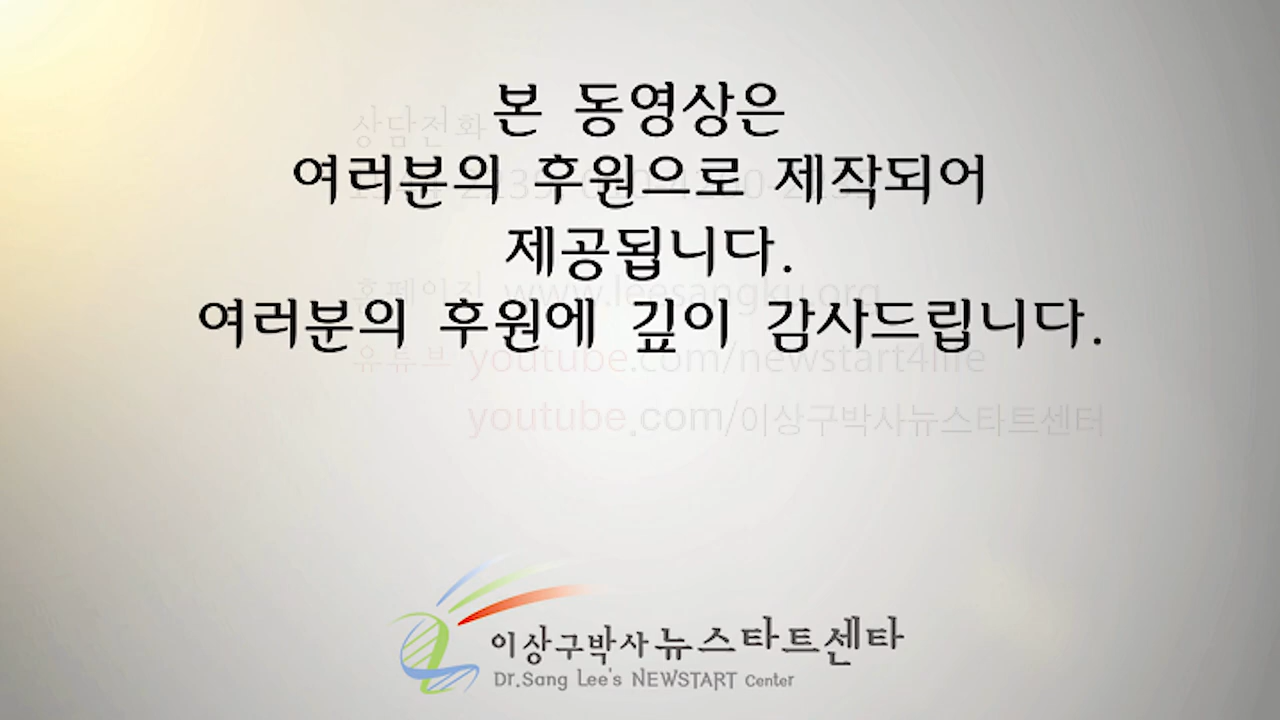 본 동영상은
상담전화
여러분의 후원으로 제작되어
제공됩니다.
홈페이지 www.leesangku.org
여러분의 후원에 깊이 감사드립니다.
유튜브 youtube.com/newstart4life
youtube.com/이상구박사뉴스타트센터
이상구박사 뉴스타트센타
Dr.Sang Lee's NEWSTART Center